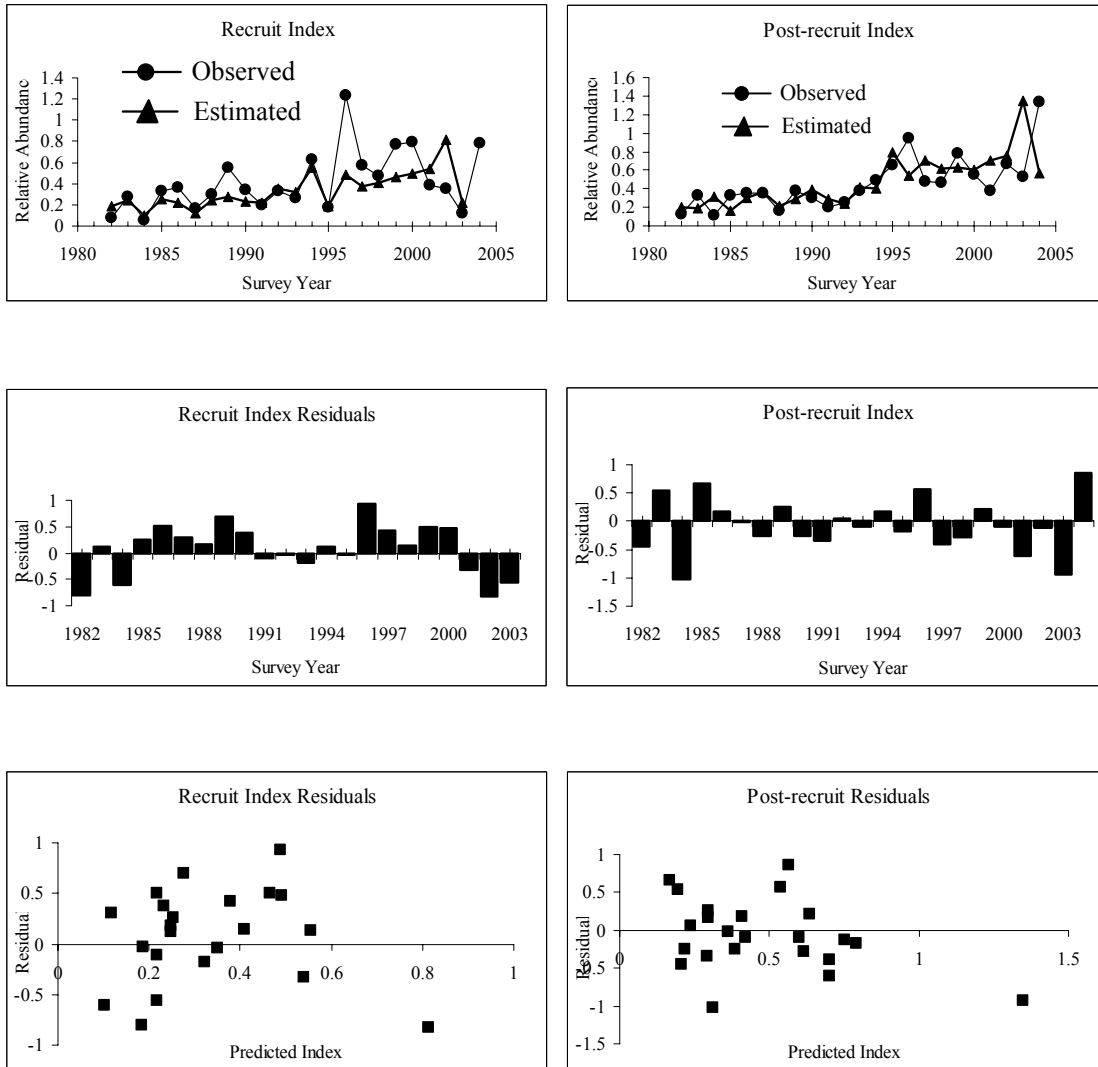 Recruit Index
Relative Abundance
Observed
Estimated
1.4
1.2
1
0.8
0.6
0.4
0.2
0
1980 1985 1990 1995 2000 2005
Survey Year
Post-recruit Index
Relative Abundance
Observed
Estimated
1.6
1.4
1.2
1
0.8
0.6
0.4
0.2
0
1980 1985 1990 1995 2000 2005
Survey Year
Recruit Index Residuals
Residual
1
0.5
0
-0.5
-1
1982 1985 1988 1991 1994 1997 2000 2003
Survey Year
Post-recruit Index
Residual
1
0.5
0
-0.5
-1
-1.5
1982 1985 1988 1991 1994 1997 2000 2003
Survey Year
Recruit Index Residuals
Residual
1
0.5
0
-0.5
-1
0 0.2 0.4 0.6 0.8 1
Predicted Index
Post-recruit Residuals
Residual
1
0.5
0
-0.5
-1
-1.5
0 0.5 1 1.5
Predicted Index